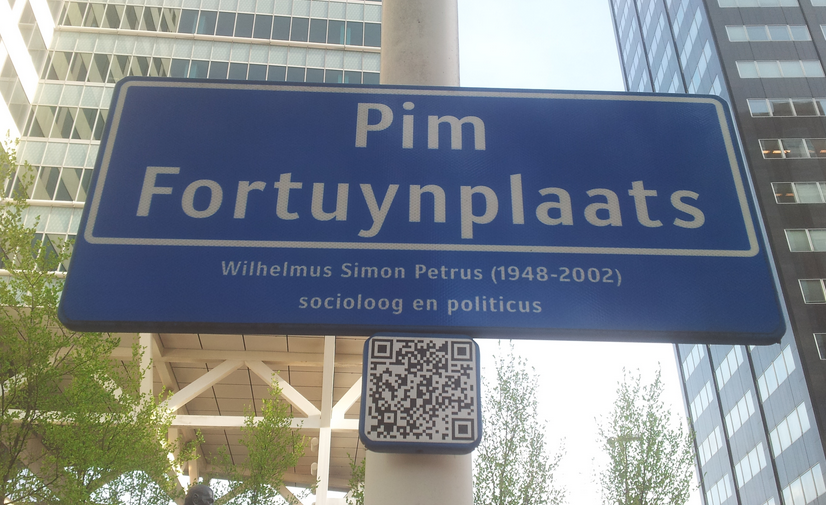 Pim
Fortuynplaats
Wilhelmus Simon Petrus (1948-2002)
socioloog en politicus